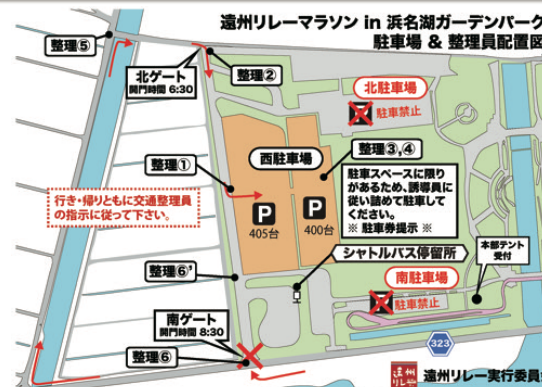 遠州リレーマラソン in 浜名湖ガーデンパーク
駐車場 & 整理員配置図
整理⑤
北ゲート
開門時間 6:30
整理②
北駐車場
駐車禁止
整理①
西駐車場
整理③,④
行き・帰りともに交通整理員
の指示に従って下さい。
P
405台
P
400台
駐車スペースに限り
があるため、誘導員に
従い詰めて駐車して
ください。
※ 駐車券提示 ※
シャトルバス停留所
本部テント
受付
整理⑥'
南駐車場
駐車禁止
南ゲート
開門時間 8:30
整理⑥
323
遠州
リレー
遠州リレー実行委員会